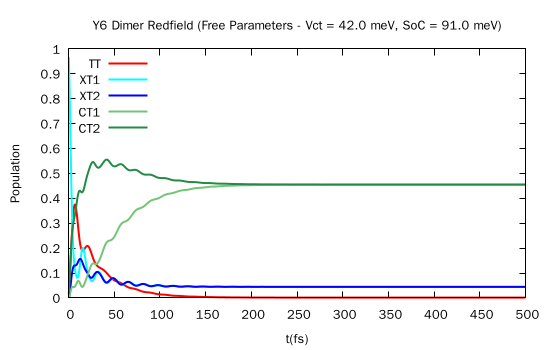 Y6 Dimer Redfield (Free Parameters - Vct = 42.0 meV, SoC = 91.0 meV)
1
0.9
0.8
0.7
0.6
0.5
0.4
0.3
0.2
0.1
0
Population
TT
XT1
XT2
CT1
CT2
0 50 100 150 200 250 300 350 400 450 500
t(fs)